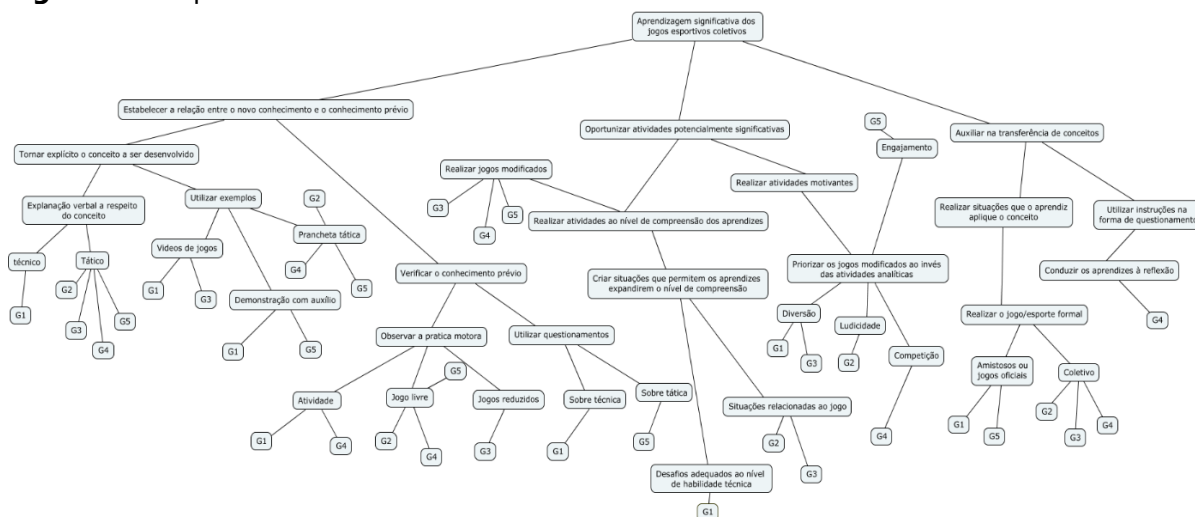 Aprendizagem significativa dos
jogos esportivos coletivos
Estabelecer a relação entre o novo conhecimento e o conhecimento prévio
Tornar explícito o conceito a ser desenvolvido
Explanação verbal a respeito
do conceito
técnico
G1
Tático
G2
G3
G4
G5
Utilizar exemplos
Videos de jogos
G1
G3
Demonstração com auxílio
G1
G5
Prancheta tática
G2
G4
G5
Verificar o conhecimento prévio
Observar a pratica motora
Atividade
G1
G4
Jogo livre
G5
G2
G4
Jogos reduzidos
G3
Utilizar questionamentos
Sobre técnica
G1
Sobre tática
G5
Oportunizar atividades potencialmente significativas
Realizar atividades ao nível de compreensão dos aprendizes
Realizar jogos modificados
G3
G4
G5
Criar situações que permitem os aprendizes
expandirem o nível de compreensão
Desafios adequados ao nível
de habilidade técnica
G1
Situações relacionadas ao jogo
G2
G3
Realizar atividades motivantes
Priorizar os jogos modificados ao invés
das atividades analíticas
Engajamento
G5
Diversão
G1
G3
Ludicidade
G2
Competição
G4
Auxiliar na transferência de conceitos
Realizar situações que o aprendiz
aplique o conceito
Realizar o jogo/esporte formal
Amistosos ou
jogos oficiais
G1
G5
Coletivo
G2
G3
G4
Utilizar instruções na
forma de questionamento
Conduzir os aprendizes à reflexão
G4